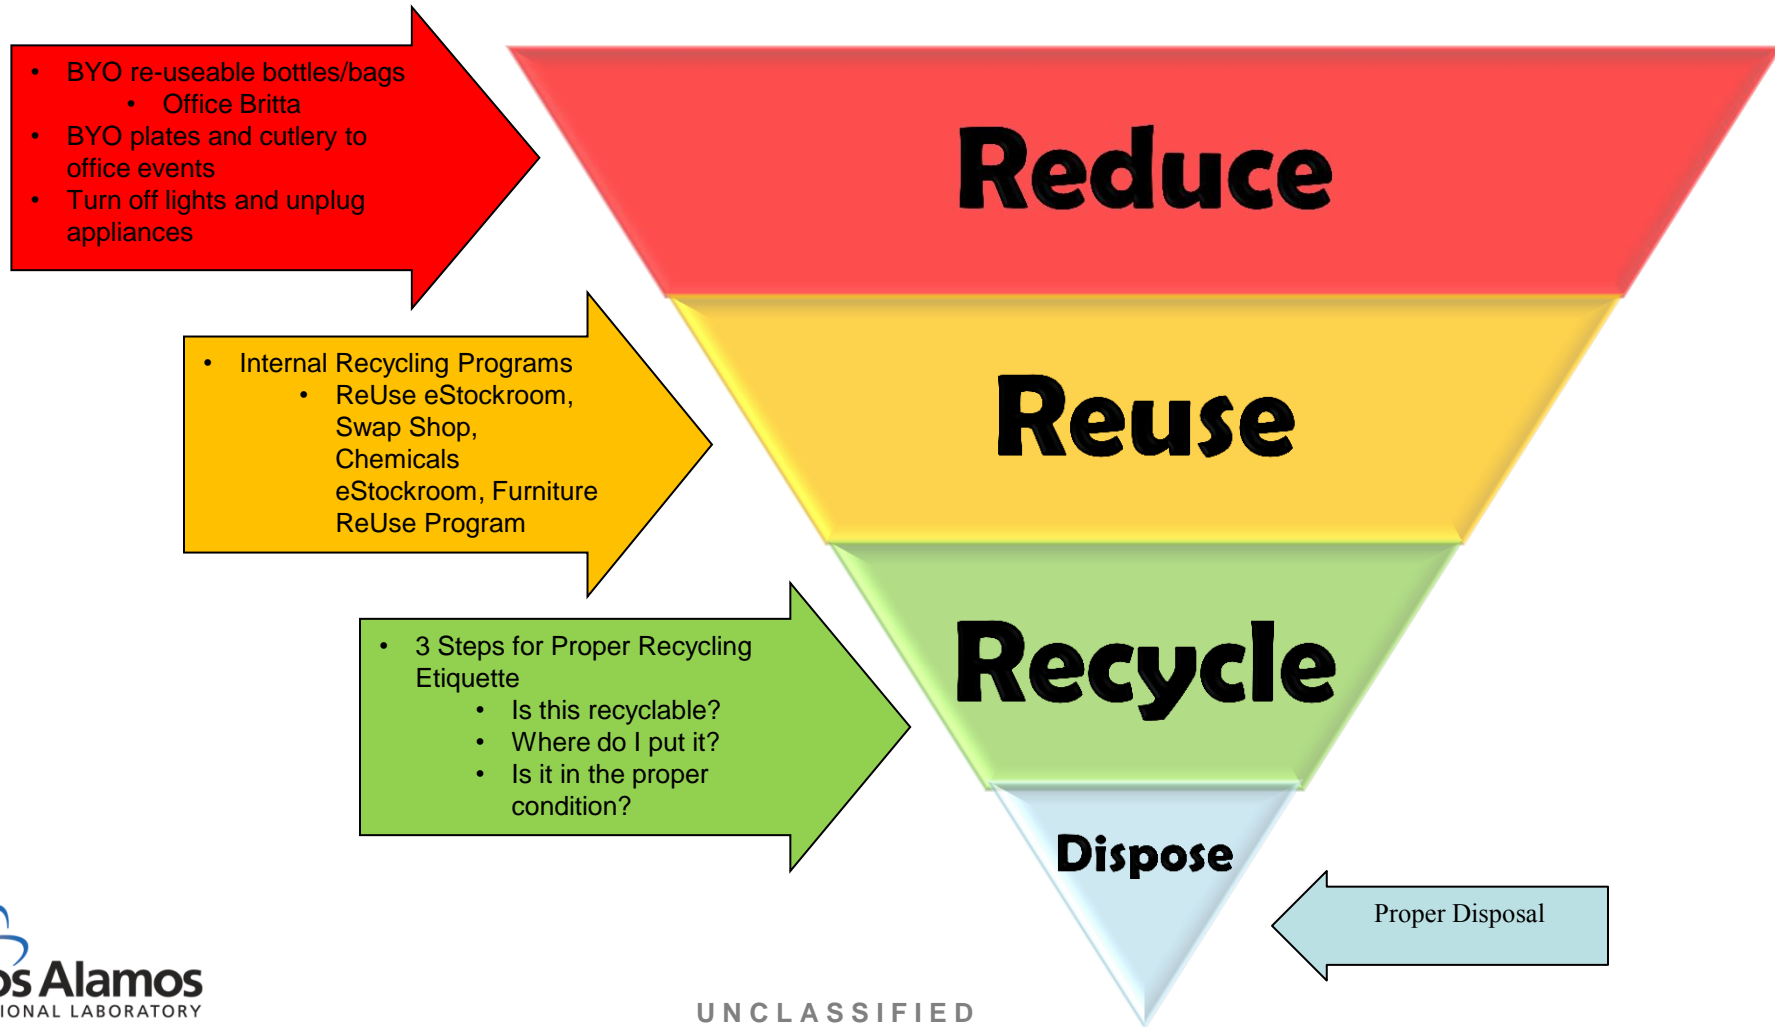 • BYO re-useable bottles/bags
• Office Britta
• BYO plates and cutlery to
office events
• Turn off lights and unplug
appliances
Reduce
• Internal Recycling Programs
• ReUse eStockroom,
Swap Shop,
Chemicals
eStockroom, Furniture
ReUse Program
Reuse
• 3 Steps for Proper Recycling
Etiquette
• Is this recyclable?
• Where do I put it?
• Is it in the proper
condition?
Recycle
Dispose
Proper Disposal
os Alamos
IONAL LABORATORY
UNCLASSIFIED